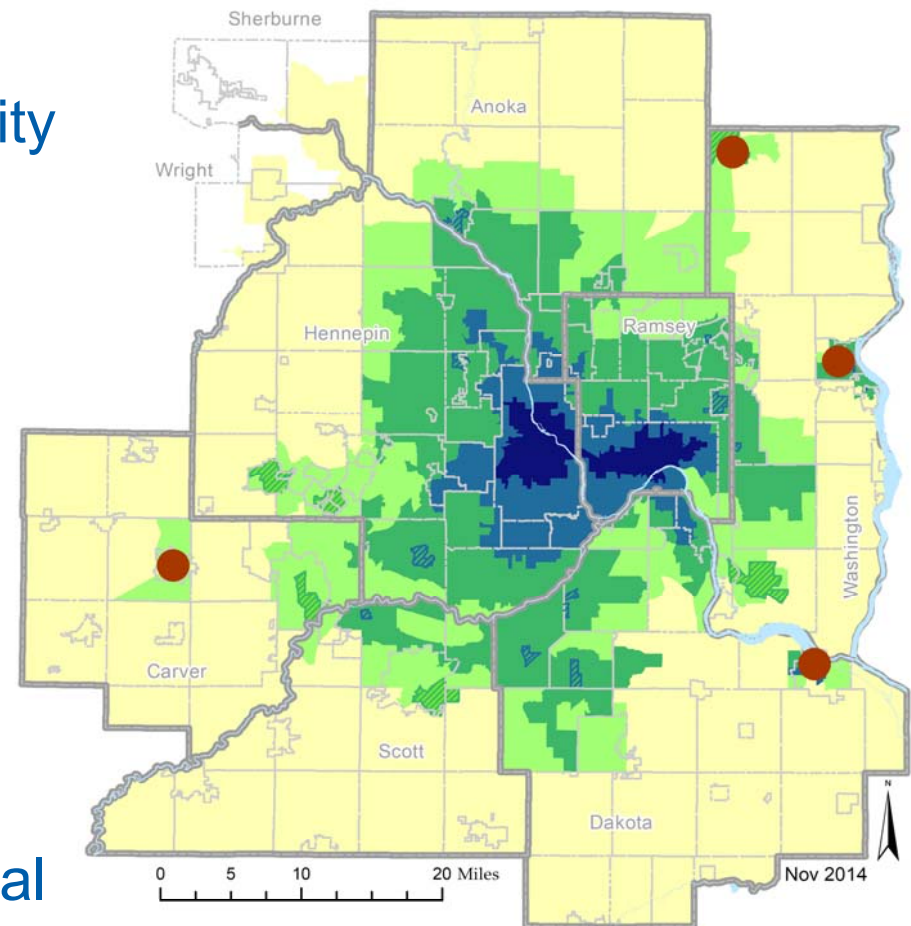 Sherburne
ity
Anoka
Wright
Hennepin
Ramsey
Washington
Carver
Scott
Dakota
N
al
0 5 10 20 Miles
Nov 2014